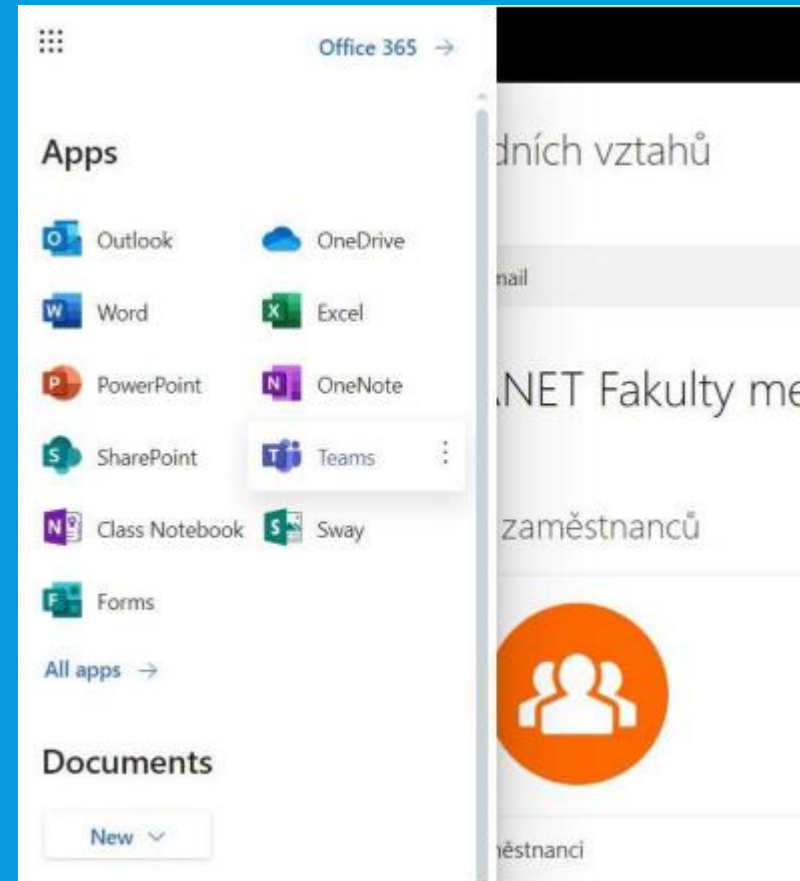 Office 365 →
Apps
Outlook OneDrive
Word Excel
PowerPoint OneNote
SharePoint Teams
Class Notebook Sway
Forms
All apps →
Documents
New
dních vztahů
mail
NET Fakulty me
zaměstnanců
ěstnanci